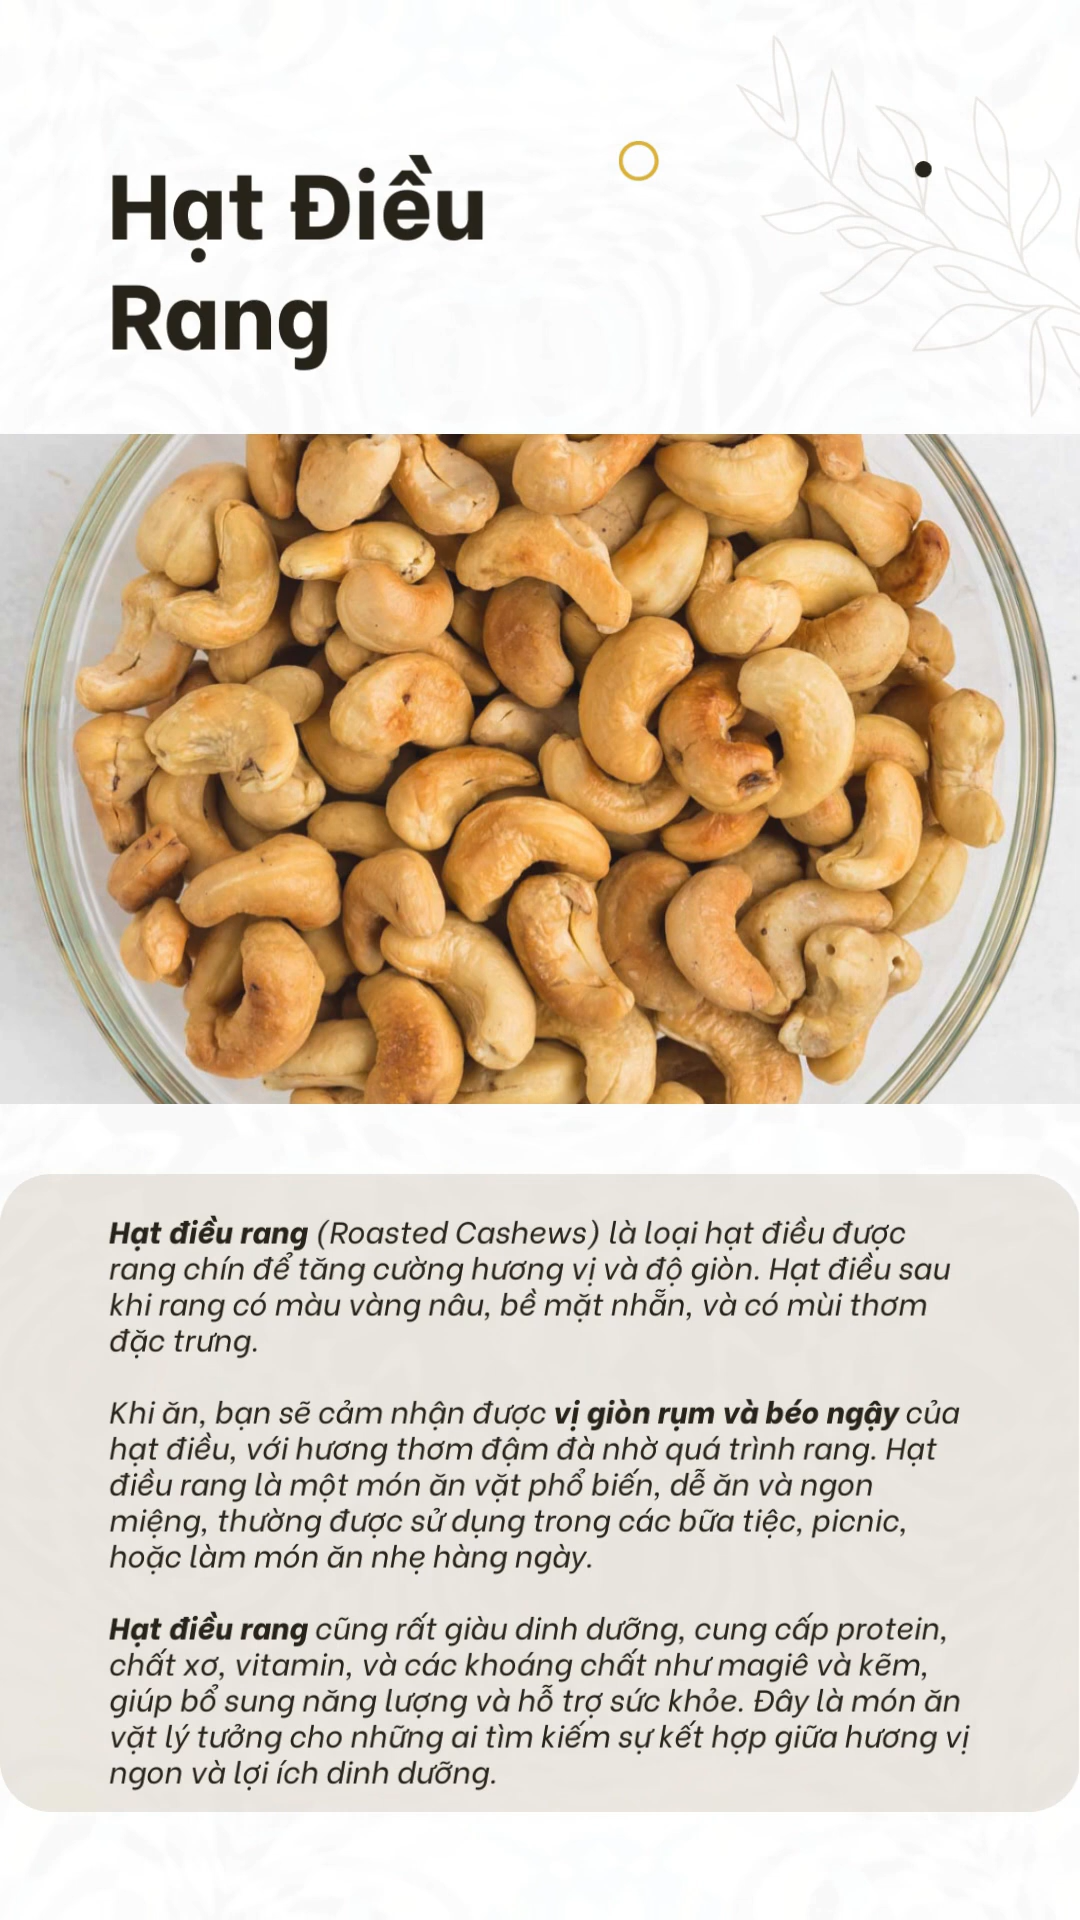 Hạt Điều
Rang
Hạt điều rang (Roasted Cashews) là loại hạt điều được
rang chín để tăng cường hương vị và độ giòn. Hạt điều sau
khi rang có màu vàng nâu, bề mặt nhẵn, và có mùi thơm
đặc trưng.
Khi ăn, bạn sẽ cảm nhận được vị giòn rụm và béo ngậy của
hạt điều, với hương thơm đậm đà nhờ quá trình rang. Hạt
điều rang là một món ăn vặt phổ biến, dễ ăn và ngon
miệng, thường được sử dụng trong các bữa tiệc, picnic,
hoặc làm món ăn nhẹ hàng ngày.
Hạt điều rang cũng rất giàu dinh dưỡng, cung cấp protein,
chất xơ, vitamin, và các khoáng chất như magiê và kẽm,
giúp bổ sung năng lượng và hỗ trợ sức khỏe. Đây là món ăn
vặt lý tưởng cho những ai tìm kiếm sự kết hợp giữa hương vị
ngon và lợi ích dinh dưỡng.